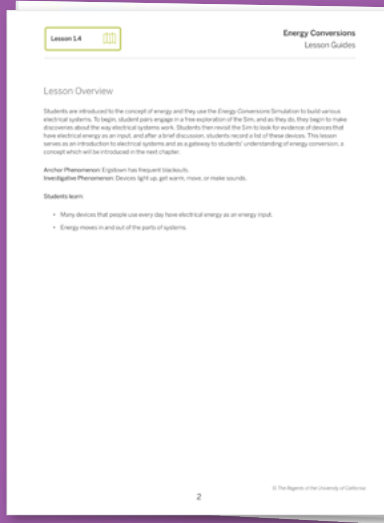 Lesson 1.4
Energy Conversions
Lesson Guides
Lesson Overview
Students are introduced to the concept of energy and they use the Energy Conversions Simulation to build various
electrical systems. To begin, student pairs engage in a free exploration of the Sim, and as they do, they begin to make
discoveries about the way electrical systems work. Students then revisit the Sim to look for evidence of devices that
have electrical energy as an input, and after a brief discussion, students record a list of these devices. This lesson
serves as an introduction to electrical systems and as a gateway to students' understanding of energy conversion, a
concept which will be introduced in the next chapter.
Anchor Phenomenon: Ergstown has frequent blackouts.
Investigative Phenomenon: Devices light up, get warm, move, or make sounds.
Students learn:
• Many devices that people use every day have electrical energy as an energy input.
• Energy moves in and out of the parts of systems.
© The Regents of the University of California
2